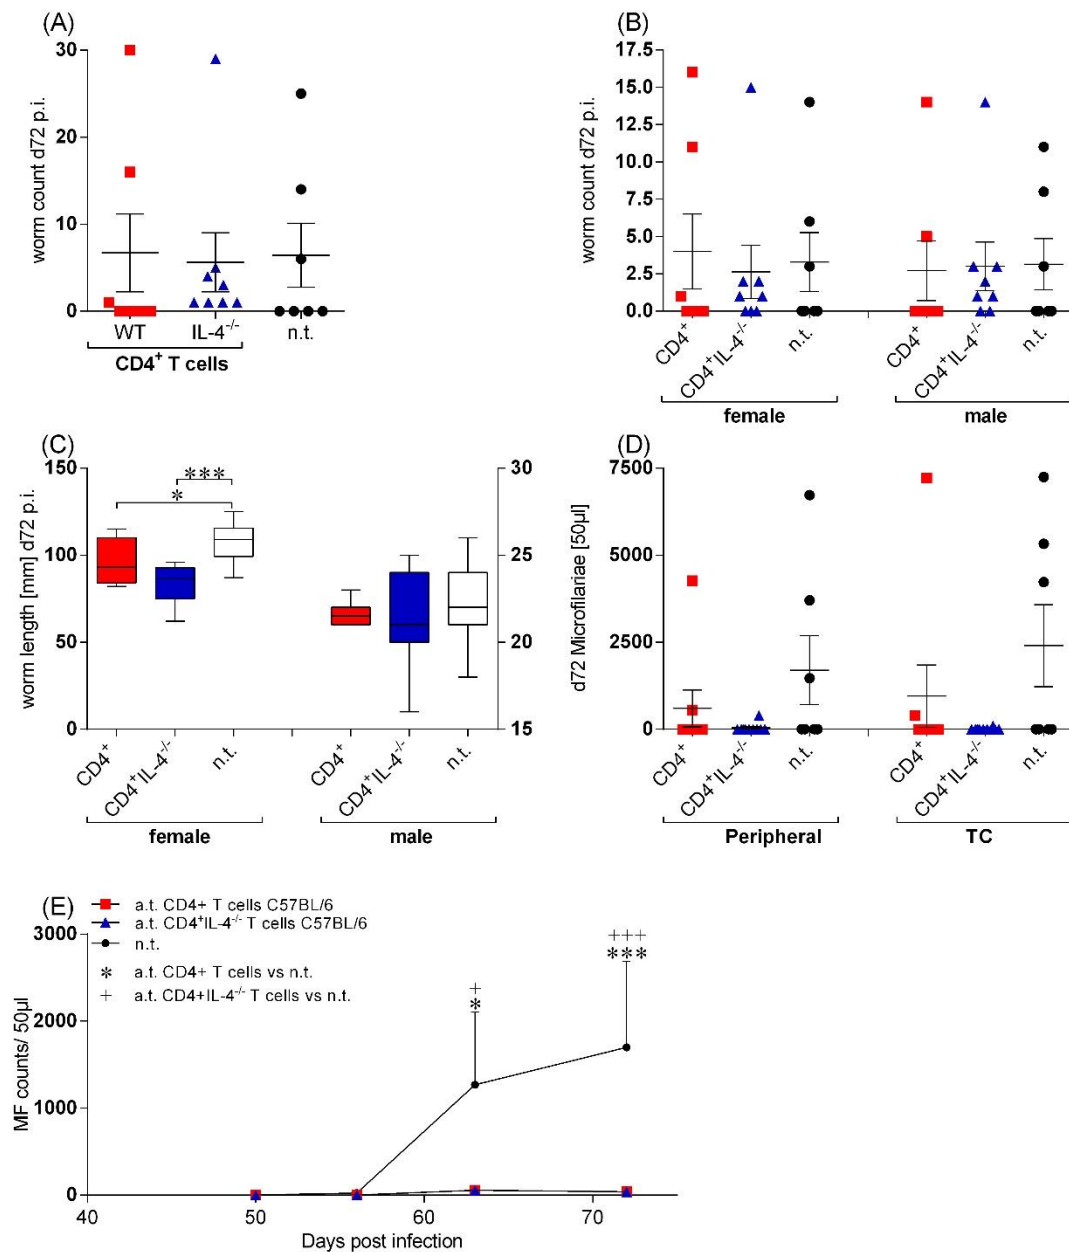 (A)
worm count d72 p.i.
30
20
10
0
WT
IL-4⁻/⁻
n.t.
CD4⁺ T cells
(B)
worm count d72 p.i.
17.5
15.0
12.5
10.0
7.5
5.0
2.5
0.0
CD4⁺
CD4⁺IL-4⁻/⁻
n.t.
CD4⁺
CD4⁺IL-4⁻/⁻
n.t.
female
male
(C)
worm length [mm] d72 p.i.
150
100
50
0
***
*
30
25
20
15
CD4⁺
CD4⁺IL-4⁻/⁻
n.t.
CD4⁺
CD4⁺IL-4⁻/⁻
n.t.
female
male
(D)
d72 Microfilariae [50µl]
7500
5000
2500
0
CD4⁺
CD4⁺IL-4⁻/⁻
n.t.
CD4⁺
CD4⁺IL-4⁻/⁻
n.t.
Peripheral
TC
(E)
a.t. CD4+ T cells C57BL/6
a.t. CD4⁺IL-4⁻/⁻ T cells C57BL/6
n.t.
* a.t. CD4+ T cells vs n.t.
+ a.t. CD4+IL-4⁻/⁻ T cells vs n.t.
+
*
+++
***
MF counts/ 50µl
3000
2000
1000
0
40
50
60
70
Days post infection